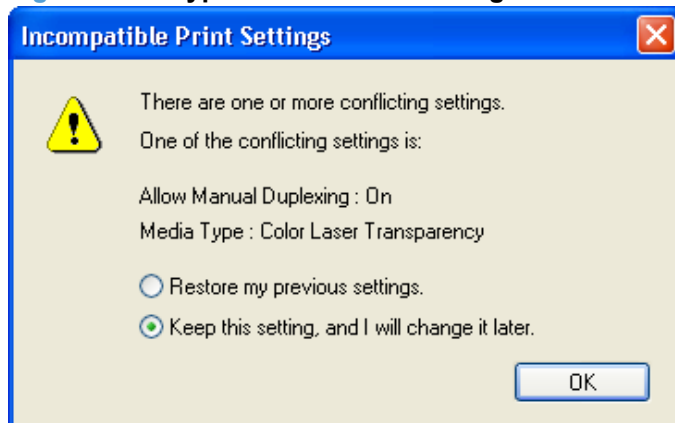 Incompatible Print Settings
There are one or more conflicting settings.
One of the conflicting settings is:
Allow Manual Duplexing : On
Media Type : Color Laser Transparency
Restore my previous settings.
Keep this setting, and I will change it later.
OK